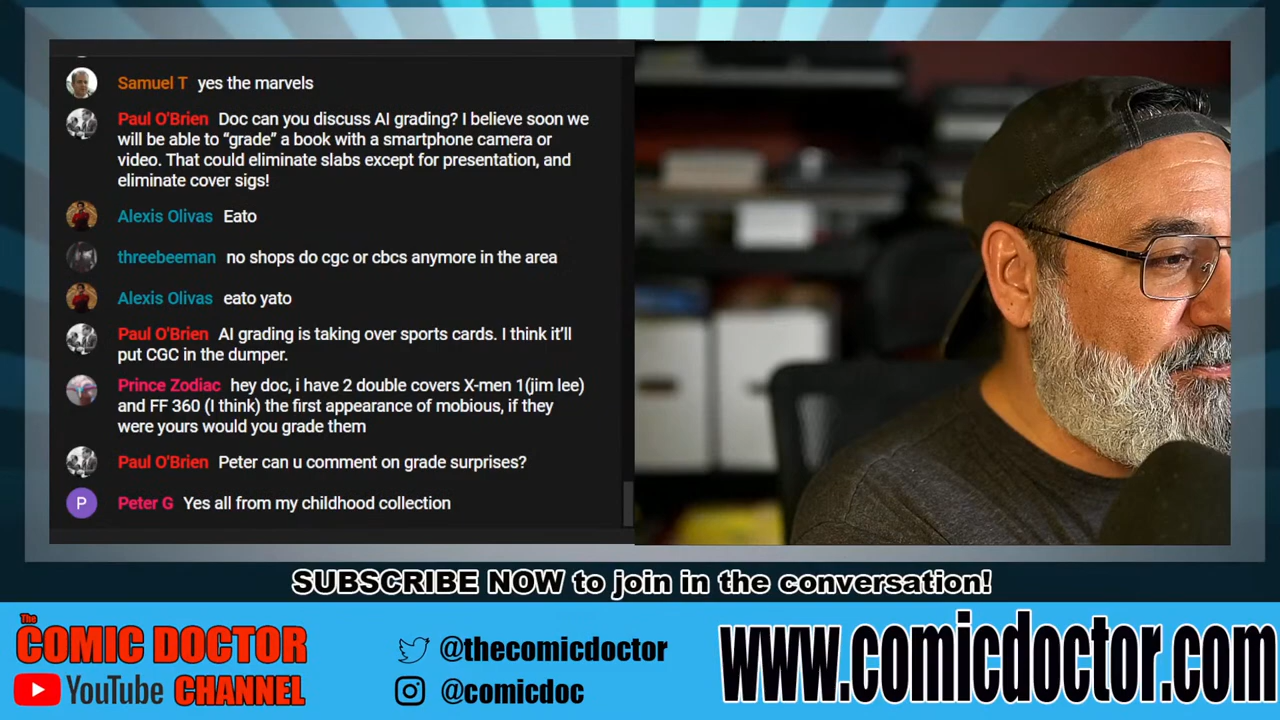 Samuel T yes the marvels
Paul O'Brien Doc can you discuss AI grading? I believe soon we
will be able to “grade” a book with a smartphone camera or
video. That could eliminate slabs except for presentation, and
eliminate cover sigs!
Alexis Olivas Eato
threebeeman no shops do cgc or cbcs anymore in the area
Alexis Olivas eato yato
Paul O'Brien AI grading is taking over sports cards. I think it’ll
put CGC in the dumper.
Prince Zodiac hey doc, i have 2 double covers X-men 1(jim lee)
and FF 360 (I think) the first appearance of mobious, if they
were yours would you grade them
Paul O'Brien Peter can u comment on grade surprises?
P Peter G Yes all from my childhood collection
SUBSCRIBE NOW to join in the conversation!
The
COMIC DOCTOR
YouTube CHANNEL
@thecomicdoctor
@comicdoc
www.comicdoctor.com